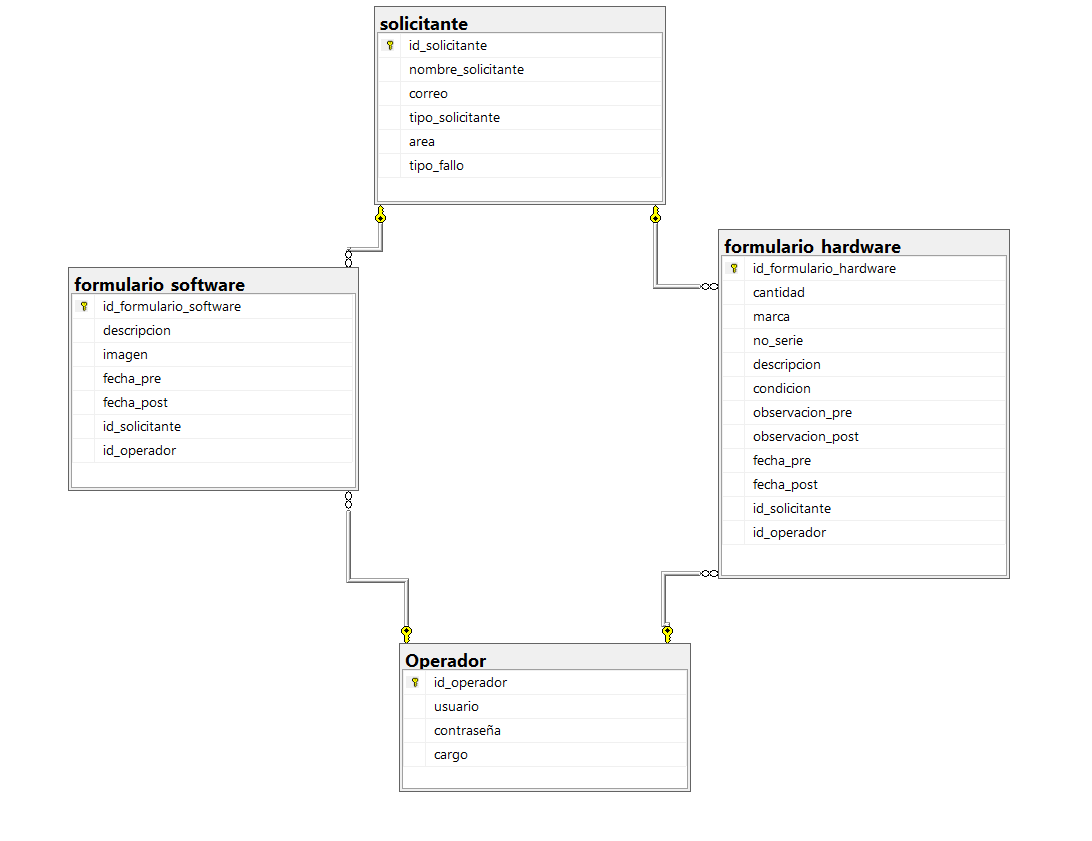 solicitante
id_solicitante
nombre_solicitante
correo
tipo_solicitante
area
tipo_fallo
formulario_software
id_formulario_software
descripcion
imagen
fecha_pre
fecha_post
id_solicitante
id_operador
formulario_hardware
id_formulario_hardware
cantidad
marca
no_serie
descripcion
condicion
observacion_pre
observacion_post
fecha_pre
fecha_post
id_solicitante
id_operador
Operador
id_operador
usuario
contraseña
cargo